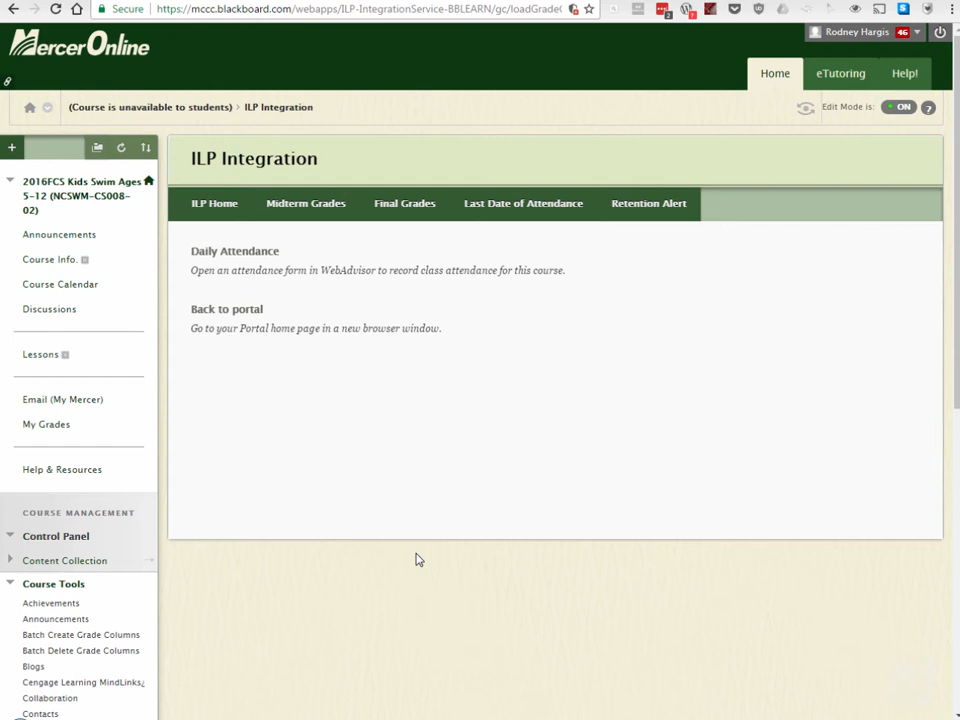 https://mccc.blackboard.com/webapps/ILP-IntegrationService-BBLEARN/gc/loadGrade
Secure
MercerOnline
Rodney Hargis 46
Home eTutoring Help!
(Course is unavailable to students) > ILP Integration Edit Mode is: ON ?
2016FCS Kids Swim Ages
5-12 (NCSWM-CS008-
02)
Announcements
Course Info.
Course Calendar
Discussions
Lessons
Email (My Mercer)
My Grades
Help & Resources
COURSE MANAGEMENT
Control Panel
Content Collection
Course Tools
Achievements
Announcements
Batch Create Grade Columns
Batch Delete Grade Columns
Blogs
Cengage Learning MindLinks¿
Collaboration
Contacts
ILP Integration
ILP Home Midterm Grades Final Grades Last Date of Attendance Retention Alert
Daily Attendance
Open an attendance form in WebAdvisor to record class attendance for this course.
Back to portal
Go to your Portal home page in a new browser window.